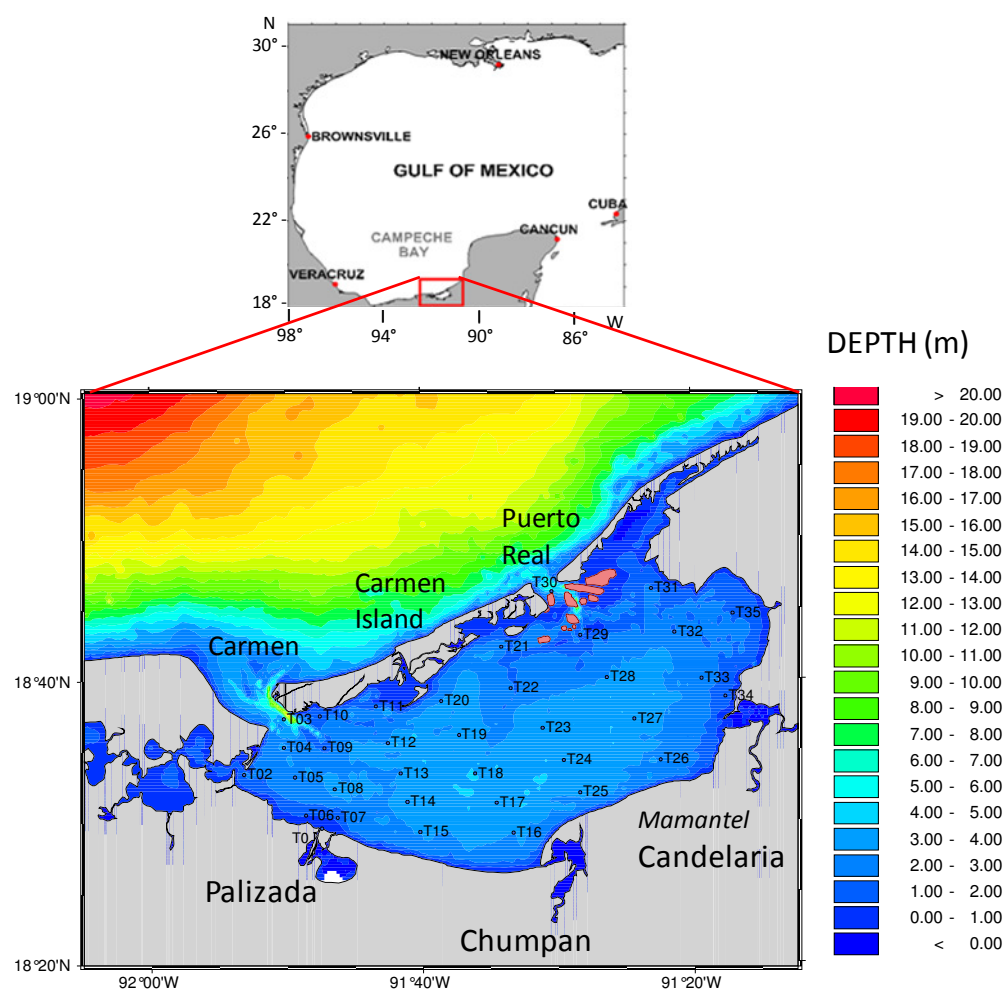 N
30°
NEW ORLEANS
26°
BROWNSVILLE
GULF OF MEXICO
CUBA
22°
CANCUN
CAMPECHE
BAY
VERACRUZ
18°
98°
94°
90°
86°
W
DEPTH (m)
19°00'N
18°40'N
18°20'N
92°00'W
91°40'W
91°20'W
Puerto
Real
Carmen
Island
Carmen
Palizada
Chumpan
Mamantel
Candelaria
T30
T31
T35
T29
T32
T21
T28
T33
T22
T34
T20
T11
T10
T03
T27
T23
T19
T12
T09
T04
T26
T24
T18
T13
T05
T02
T08
T25
T17
T14
T06
T07
T15
T16
T0
> 20.00
19.00 - 20.00
18.00 - 19.00
17.00 - 18.00
16.00 - 17.00
15.00 - 16.00
14.00 - 15.00
13.00 - 14.00
12.00 - 13.00
11.00 - 12.00
10.00 - 11.00
9.00 - 10.00
8.00 - 9.00
7.00 - 8.00
6.00 - 7.00
5.00 - 6.00
4.00 - 5.00
3.00 - 4.00
2.00 - 3.00
1.00 - 2.00
0.00 - 1.00
< 0.00